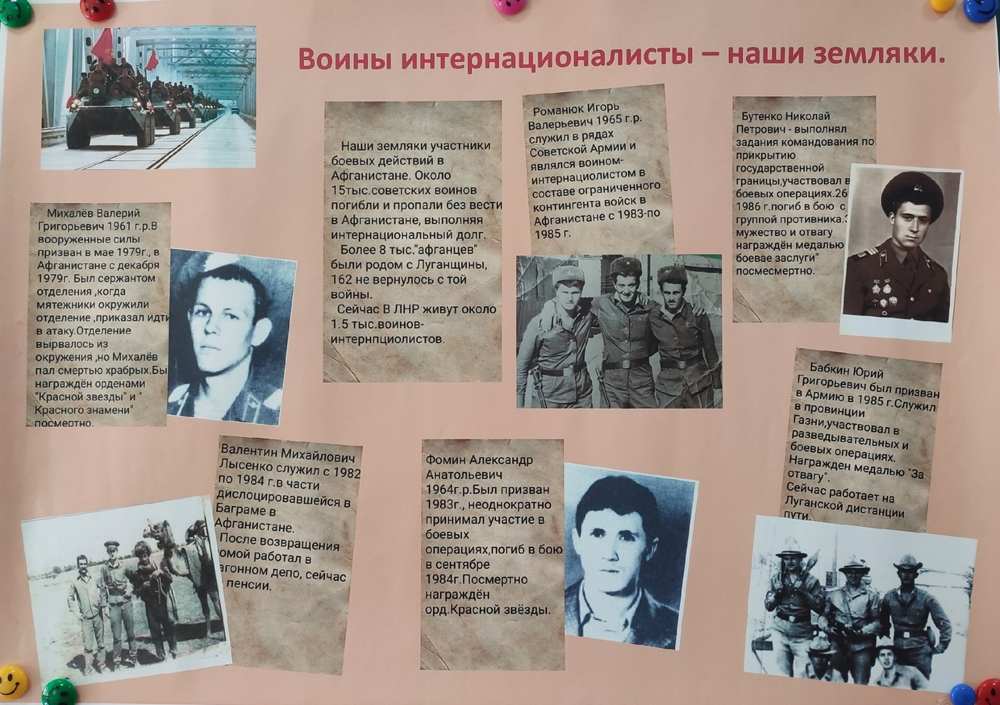 Воины интернационалисты – наши земляки.
Михалёв Валерий
Григорьевич 1961 г.р.В
вооруженные силы
призван в мае 1979г., в
Афганистане с декабря
1979г. Был сержантом
отделения ,когда
мятежники окружили
отделение ,приказал идти
в атаку.Отделение
вырвалось из
окружения ,но Михалёв
пал смертью храбрых.Бы
награждён орденами
"Красной звезды" и "
Красного знамени"
посмертно.
Наши земляки участники
боевых действий в
Афганистане. Около
15тыс.советских воинов
погибли и пропали без вести
в Афганистане, выполняя
интернациональный долг.
Более 8 тыс."афганцев"
были родом с Луганщины,
162 не вернулось с той
войны.
Сейчас В ЛНР живут около
1.5 тыс.воинов-
интернпциолистов.
Романюк Игорь
Валерьевич 1965 г.р.
служил в рядах
Советской Армии и
являлся воином-
интернациолистом в
составе ограниченного
контингента войск в
Афганистане с 1983-по
1985 г.
Бутенко Николай
Петрович - выполнял
задания командования по
прикрытию
государственной
границы,участвовал в
боевых операциях.26
1986 г.погиб в бою с
группой противника.
мужество и отвагу
награждён медалью
боевае заслуги"
посмесмертно.
Валентин Михайлович
Лысенко служил с 1982
по 1984 г.в части
дислоцировавшейся в
Баграме в
Афганистане.
После возвращения
омой работал в
агонном депо, сейчас
пенсии.
Фомин Александр
Анатольевич
1964г.р.Был призван
1983г., неоднократно
принимал участие в
боевых
операциях,погиб в бою
в сентябре
1984г.Посмертно
награждён
орд.Красной звёзды.
Бабкин Юрий
Григорьевич был призван
в Армию в 1985 г.Служил
в провинции
Газни,участвовал в
разведывательных и
боевых операциях.
Награжден медалью "За
отвагу".
Сейчас работает на
Луганской дистанции
пути.